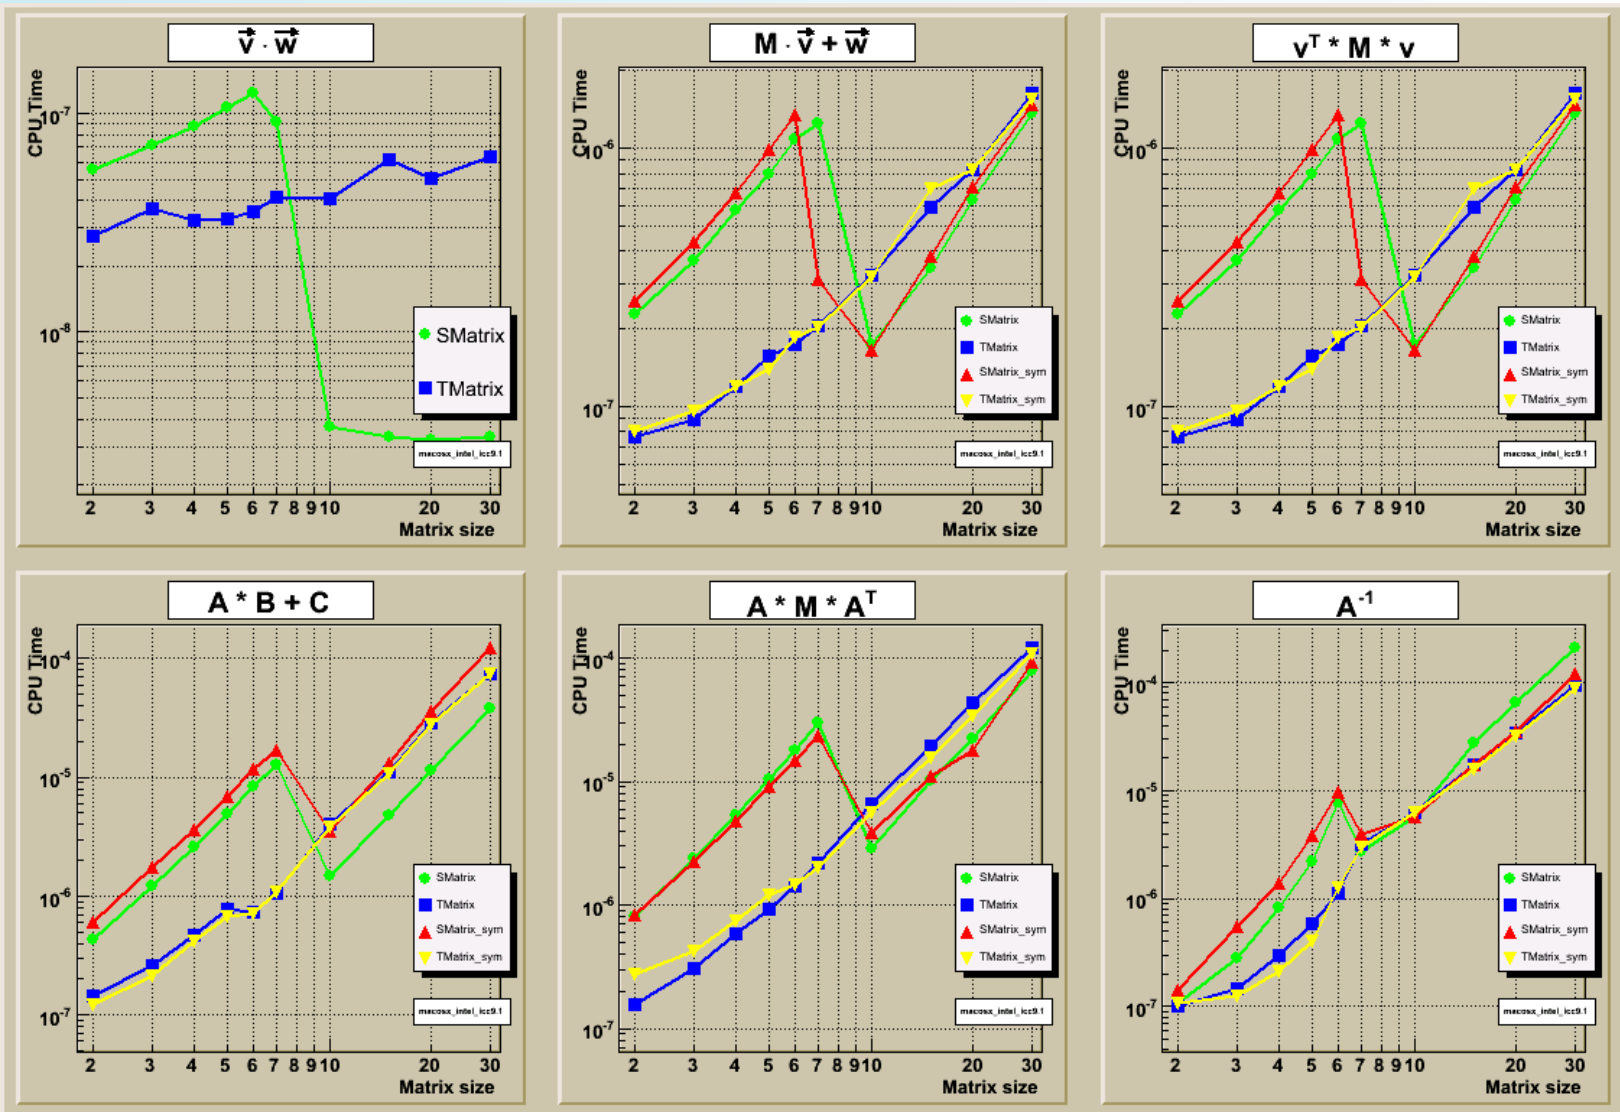 v · w
CPU Time
10-7
10-8
SMatrix
TMatrix
macosx_intel_icc9.1
2 3 4 5 6 7 8 9 10 20 30
Matrix size
M · v + w
CPU Time
10-6
10-7
SMatrix
TMatrix
SMatrix_sym
TMatrix_sym
macosx_intel_icc9.1
2 3 4 5 6 7 8 9 10 20 30
Matrix size
vT * M * v
CPU Time
10-6
10-7
SMatrix
TMatrix
SMatrix_sym
TMatrix_sym
macosx_intel_icc9.1
2 3 4 5 6 7 8 9 10 20 30
Matrix size
A * B + C
CPU Time
10-4
10-5
10-6
10-7
SMatrix
TMatrix
SMatrix_sym
TMatrix_sym
macosx_intel_icc9.1
2 3 4 5 6 7 8 9 10 20 30
Matrix size
A * M * AT
CPU Time
10-4
10-5
10-6
10-7
SMatrix
TMatrix
SMatrix_sym
TMatrix_sym
macosx_intel_icc9.1
2 3 4 5 6 7 8 9 10 20 30
Matrix size
A-1
CPU Time
10-4
10-5
10-6
10-7
SMatrix
TMatrix
SMatrix_sym
TMatrix_sym
macosx_intel_icc9.1
2 3 4 5 6 7 8 9 10 20 30
Matrix size